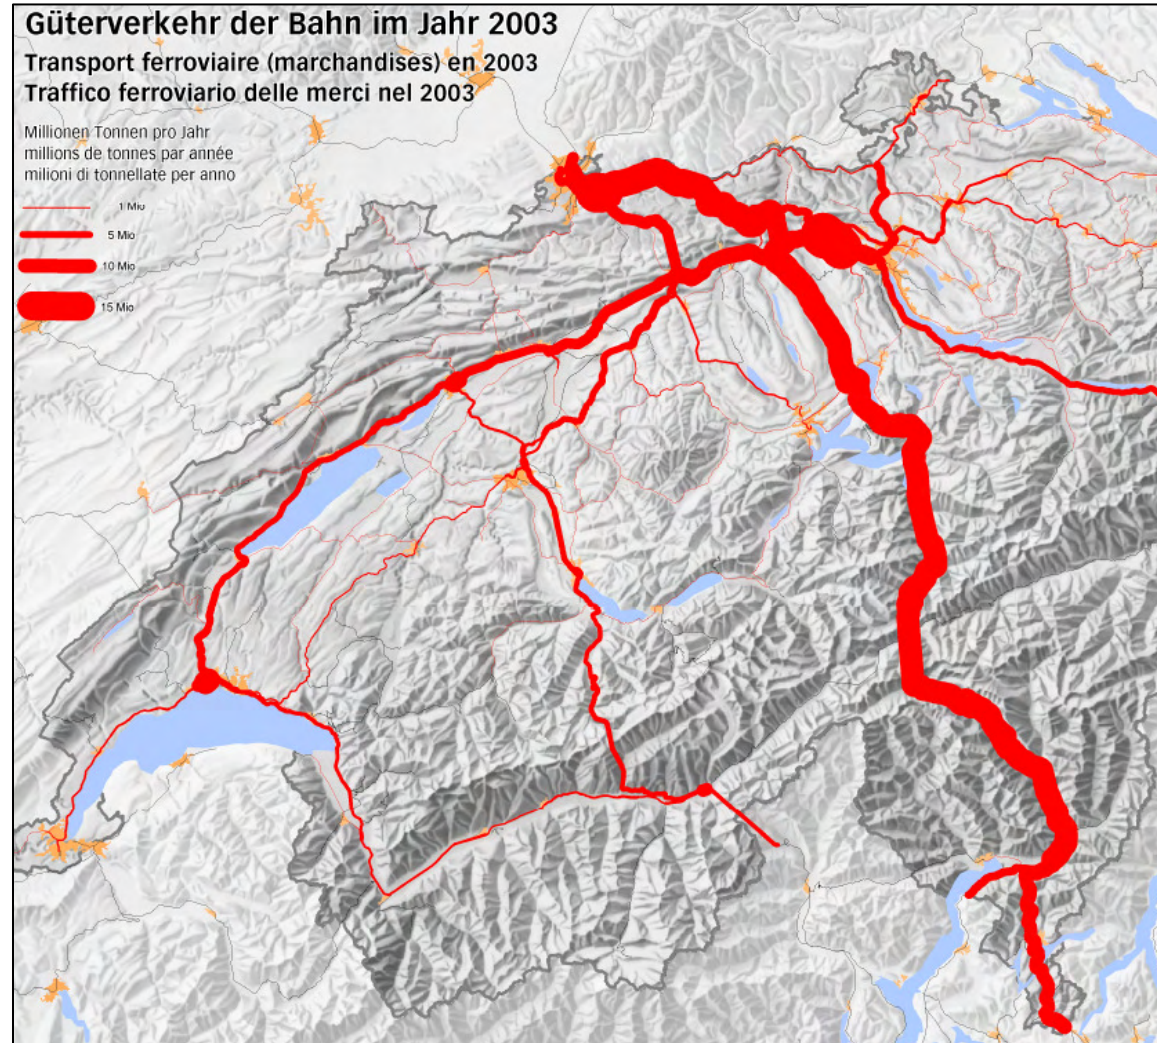 Güterverkehr der Bahn im Jahr 2003
Transport ferroviaire (marchandises) en 2003
Traffico ferroviario delle merci nel 2003
Millionen Tonnen pro Jahr
millions de tonnes par année
milioni di tonnellate per anno
1 Mio
5 Mio
10 Mio
15 Mio